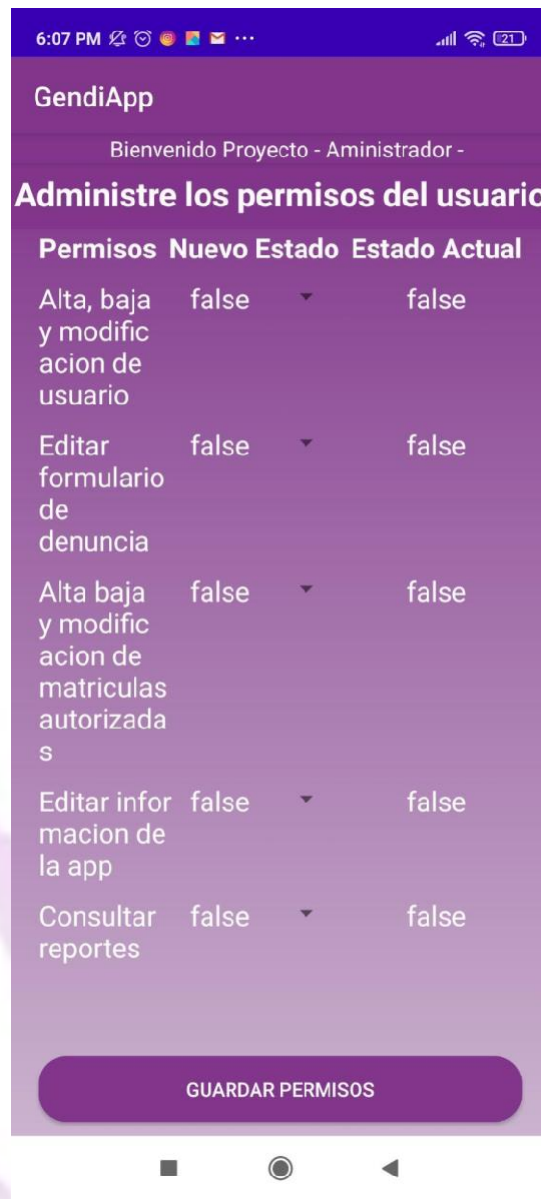 6:07 PM ... 21
GendiApp
Bienvenido Proyecto - Aministrador -
Administre los permisos del usuario
Permisos Nuevo Estado Estado Actual
Alta, baja false false
y modific
acion de
usuario
Editar false false
formulario
de
denuncia
Alta baja false false
y modific
acion de
matriculas
autorizada
s
Editar infor false false
macion de
la app
Consultar false false
reportes
GUARDAR PERMISOS